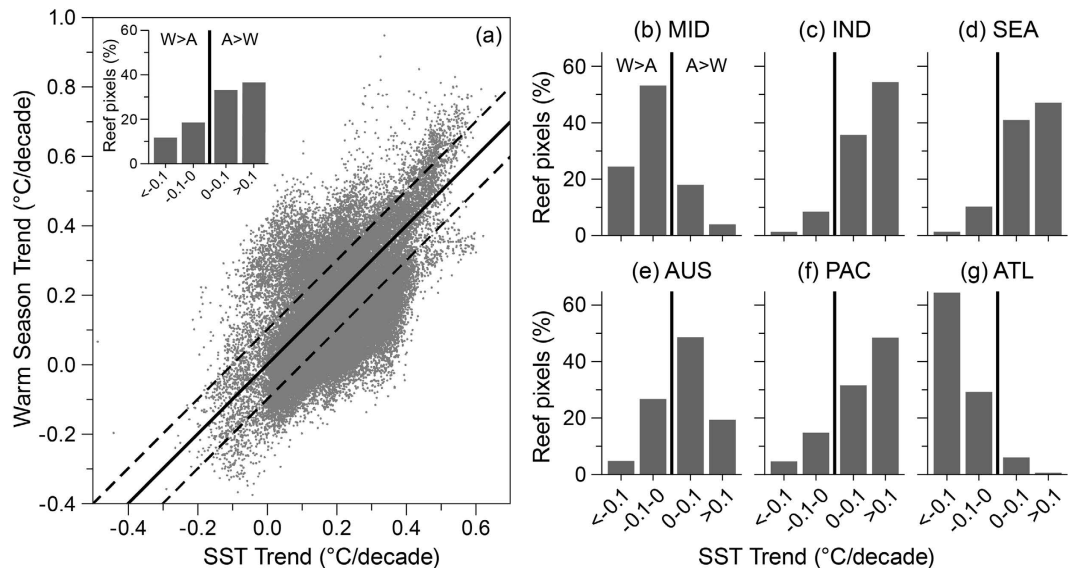 (a)
Warm Season Trend (°C/decade)
1.0
0.8
0.6
0.4
0.2
0.0
-0.2
-0.4
-0.4
-0.2
0.0
0.2
0.4
0.6
SST Trend (°C/decade)
Reef pixels (%)
60
40
20
0
W>A
A>W
<-0.1
-0.1-0
0-0.1
>0.1
(b) MID
(c) IND
(d) SEA
W>A
A>W
Reef pixels (%)
60
40
20
0
(e) AUS
(f) PAC
(g) ATL
Reef pixels (%)
60
40
20
0
<-0.1
-0.1-0
0-0.1
>0.1
<-0.1
-0.1-0
0-0.1
>0.1
<-0.1
-0.1-0
0-0.1
>0.1
SST Trend (°C/decade)